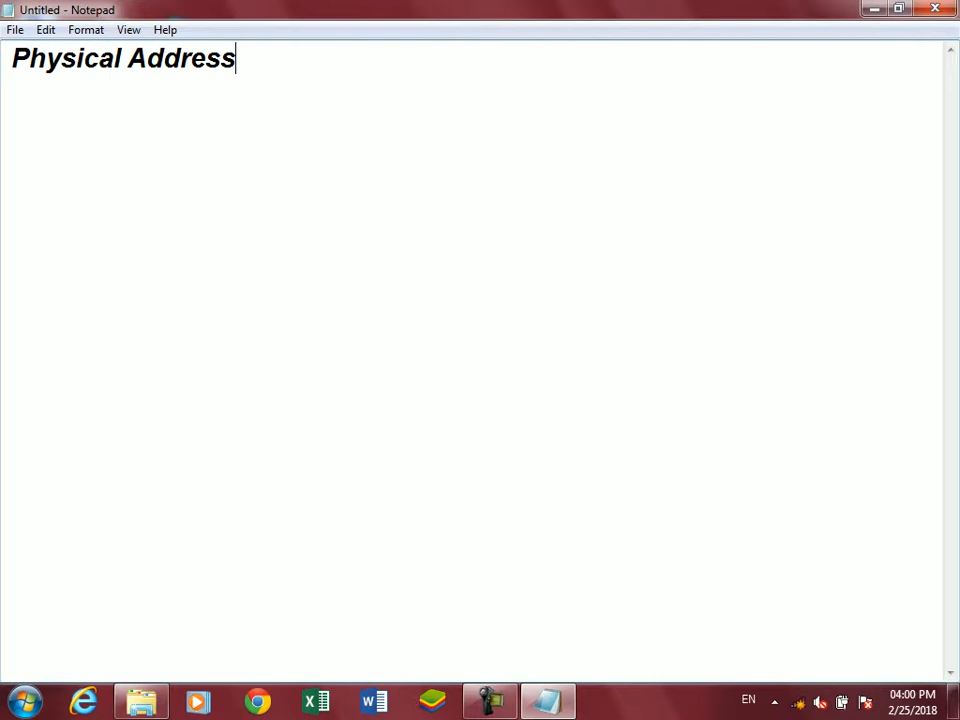 Untitled - Notepad
File Edit Format View Help
Physical Address
EN
04:00 PM
2/25/2018